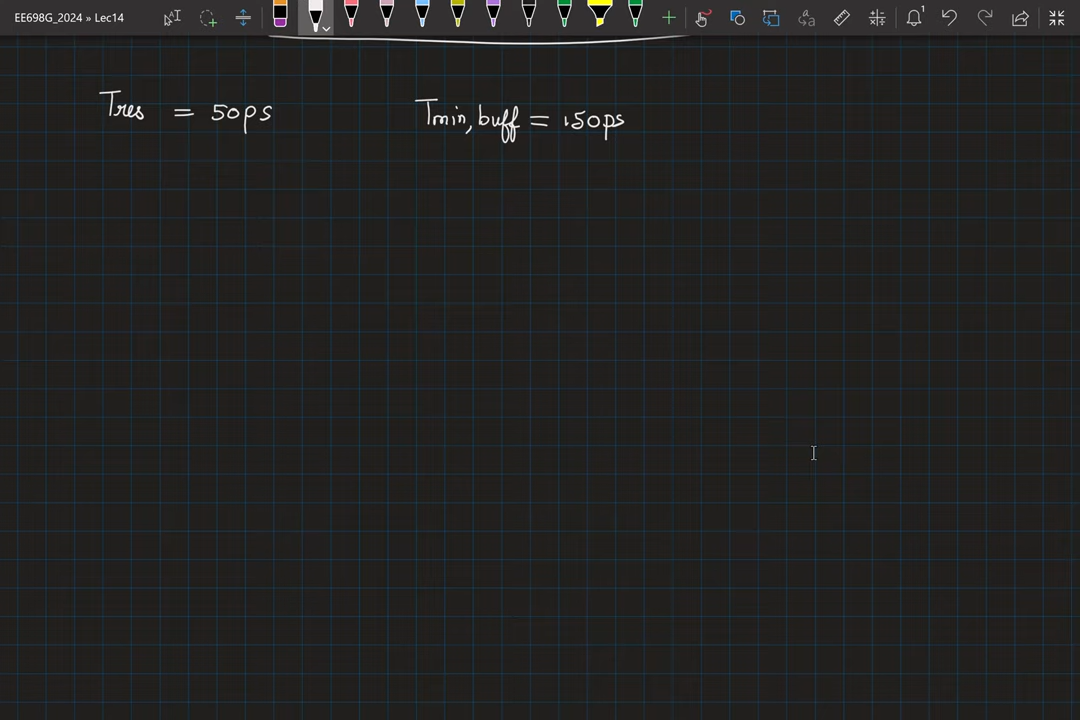 EE698G_2024 » Lec14
Tres = 50ps Tmin, buff = 150ps